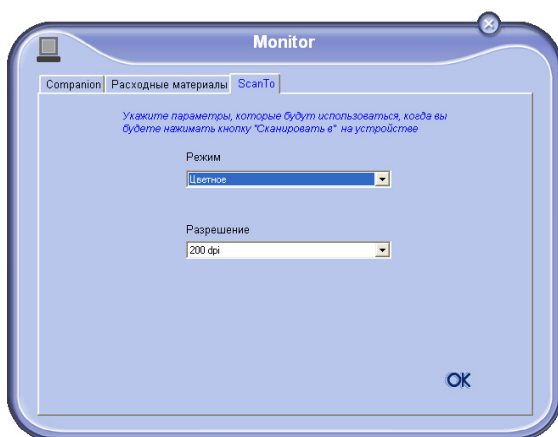 Monitor
Companion Расходные материалы ScanTo
Укажите параметры, которые будут использоваться, когда вы
будете нажимать кнопку "Сканировать в" на устройстве
Режим
Цветное
Разрешение
200 dpi
OK